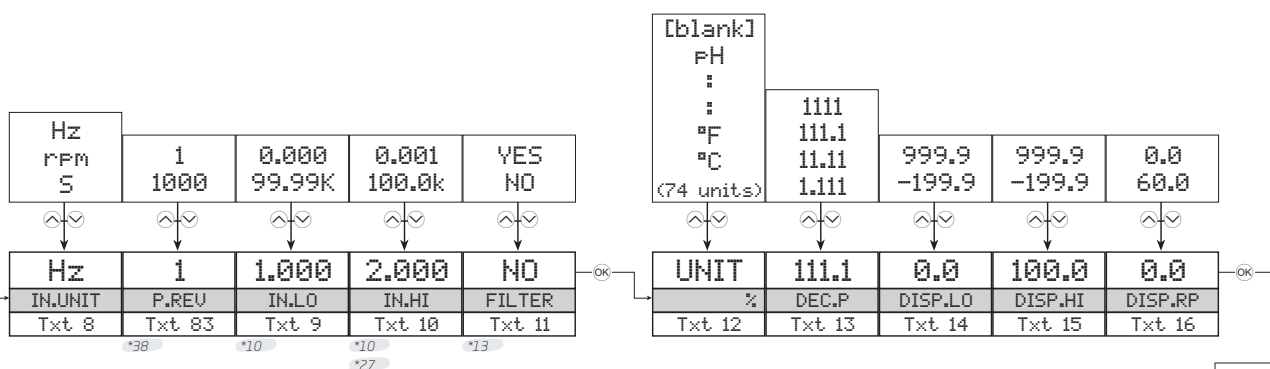 [blank]
pH
:
:
°F
°C
(74 units)
1111
111.1
11.11
1.111
Hz
rpm
S
1
1000
0.000
99.99K
0.001
100.0k
YES
NO
999.9
-199.9
999.9
-199.9
0.0
60.0
Hz 1 1.000 2.000 NO OK UNIT 111.1 0.0 100.0 0.0 OK
IN.UNIT P.REV IN.LO IN.HI FILTER % DEC.P DISP.LO DISP.HI DISP.RP
Txt 8 Txt 83 Txt 9 Txt 10 Txt 11 Txt 12 Txt 13 Txt 14 Txt 15 Txt 16
*38 *10 *10 *13
*27